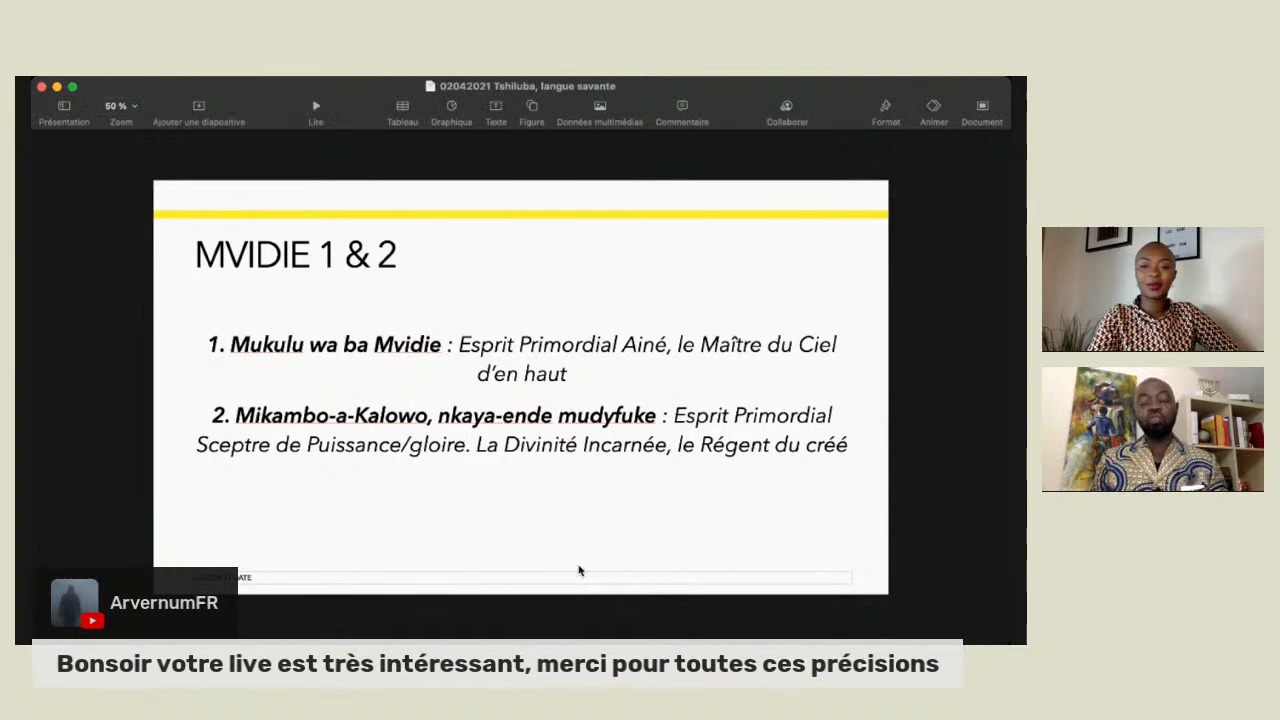 02042021 Tshiluba, langue savante
50 %
Présentation Zoom Ajouter une diapositive Lire Tableau Graphique Texte Figure Données multimédias Commentaire Collaborer Format Animer Document
MVIDIE 1 & 2
1. Mukulu wa ba Mvidie : Esprit Primordial Ainé, le Maître du Ciel
d'en haut
2. Mikambo-a-Kalowo, nkaya-ende mudyfuke : Esprit Primordial
Sceptre de Puissance/gloire. La Divinité Incarnée, le Régent du créé
ArvernumFR
Bonsoir votre live est très intéressant, merci pour toutes ces précisions